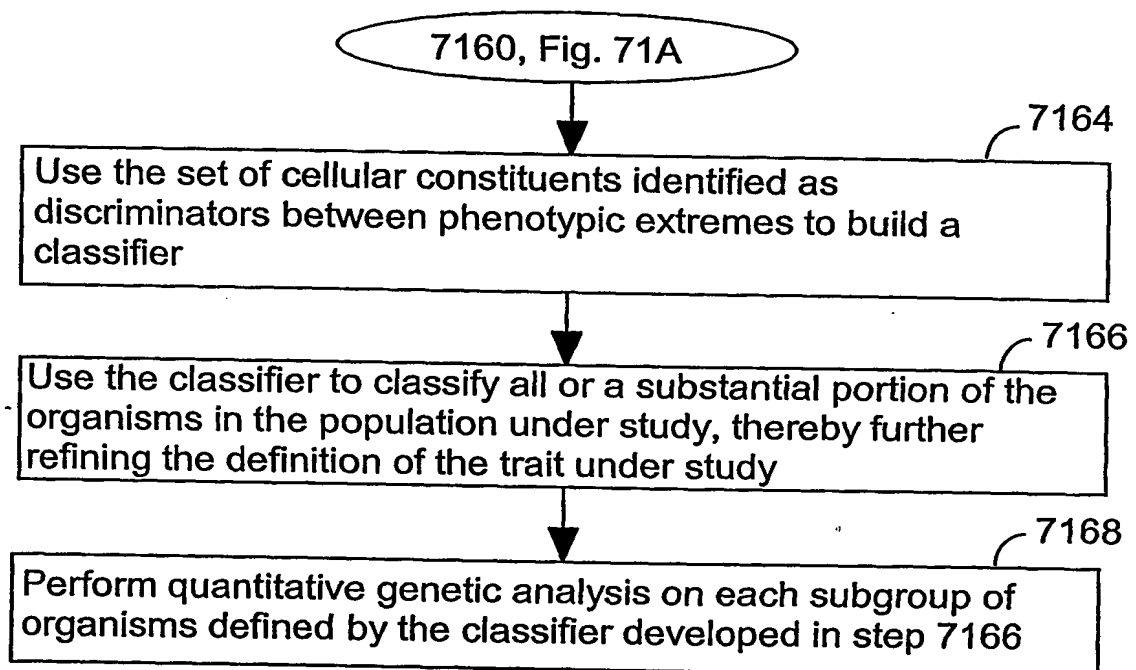 7160, Fig. 71A
7164
Use the set of cellular constituents identified as
discriminators between phenotypic extremes to build a
classifier
7166
Use the classifier to classify all or a substantial portion of the
organisms in the population under study, thereby further
refining the definition of the trait under study
7168
Perform quantitative genetic analysis on each subgroup of
organisms defined by the classifier developed in step 7166